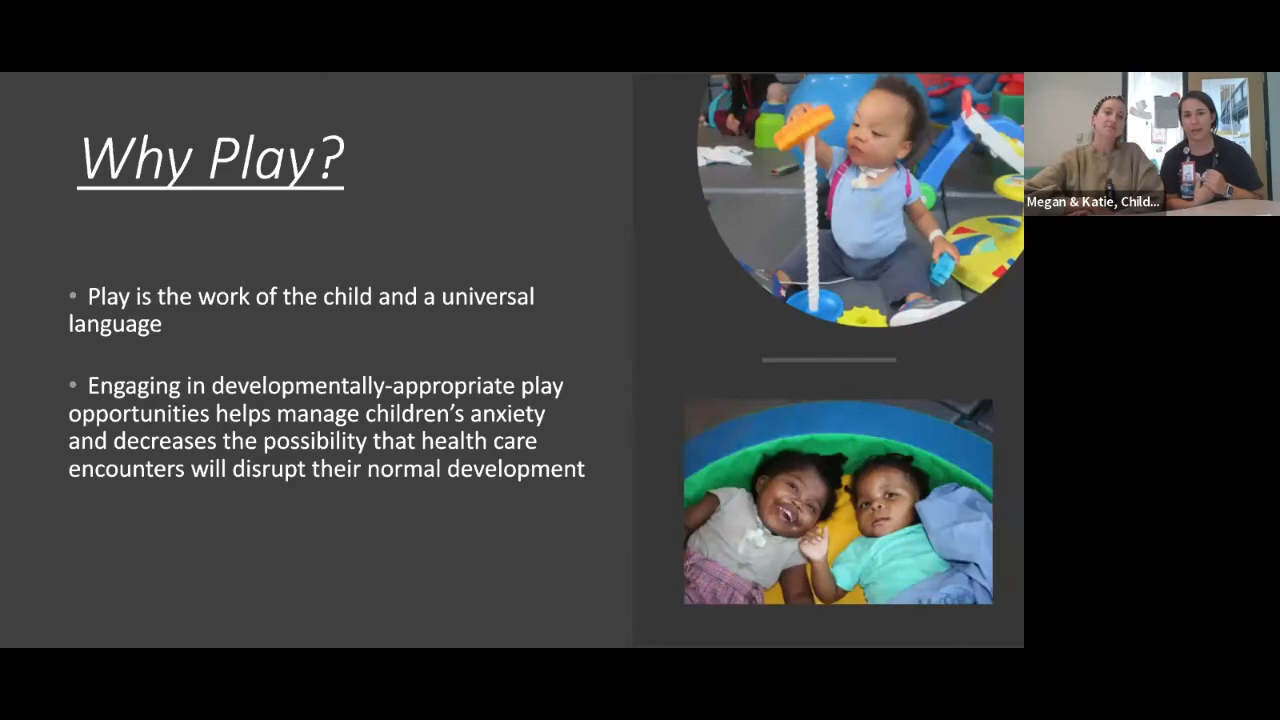 Why Play?
• Play is the work of the child and a universal
language
• Engaging in developmentally-appropriate play
opportunities helps manage children's anxiety
and decreases the possibility that health care
encounters will disrupt their normal development
Megan & Katie, Child...